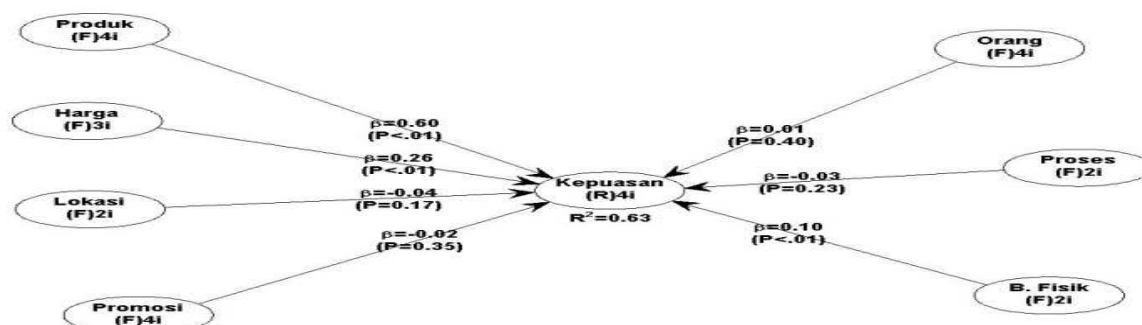 Produk
(F)4i
Orang
(F)4i
Harga
(F)3i
β=0.60
(P<.01)
β=0.01
(P=0.40)
β=0.26
(P<.01)
Proses
(F)2i
β=-0.03
(P=0.23)
Kepuasan
(R)4i
R²=0.63
Lokasi
(F)2i
β=-0.04
(P=0.17)
β=-0.02
(P=0.35)
β=0.10
(P<.01)
Promosi
(F)4i
B. Fisik
(F)2i